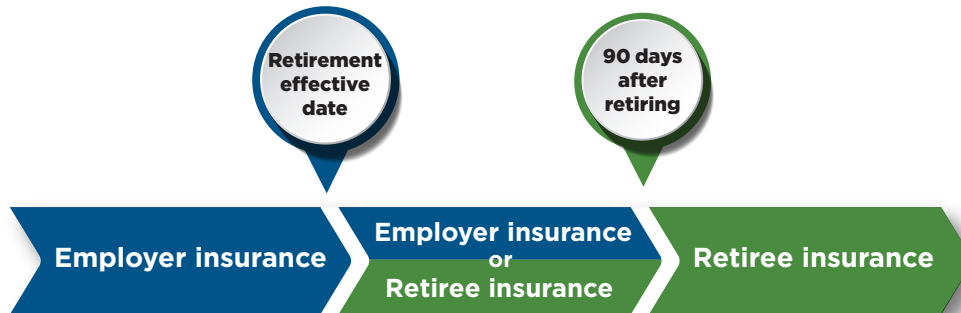 Retirement
effective
date
90 days
after
retiring
Employer insurance
Employer insurance
or
Retiree insurance
Retiree insurance